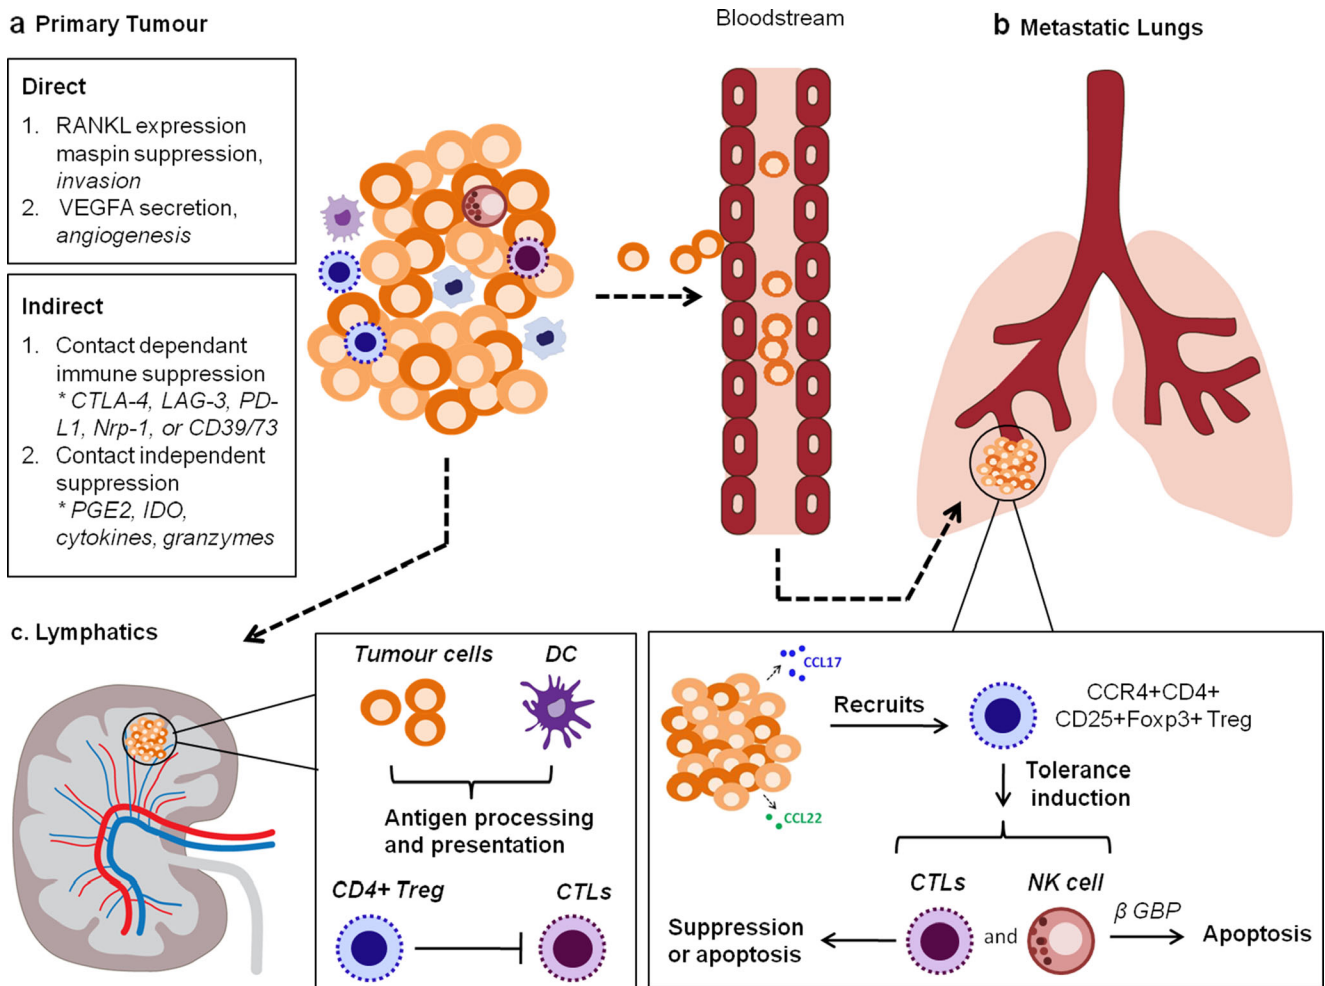 a Primary Tumour
Direct
1. RANKL expression
maspin suppression,
invasion
2. VEGFA secretion,
angiogenesis
Indirect
1. Contact dependant
immune suppression
* CTLA-4, LAG-3, PD-
L1, Nrp-1, or CD39/73
2. Contact independent
suppression
* PGE2, IDO,
cytokines, granzymes
Bloodstream
b Metastatic Lungs
c. Lymphatics
Tumour cells
DC
Antigen processing
and presentation
CD4+ Treg
CTLs
CCL17
CCL22
Recruits
CCR4+CD4+
CD25+Foxp3+ Treg
Tolerance
induction
CTLs
and
NK cell
β GBP
Suppression
or apoptosis
Apoptosis